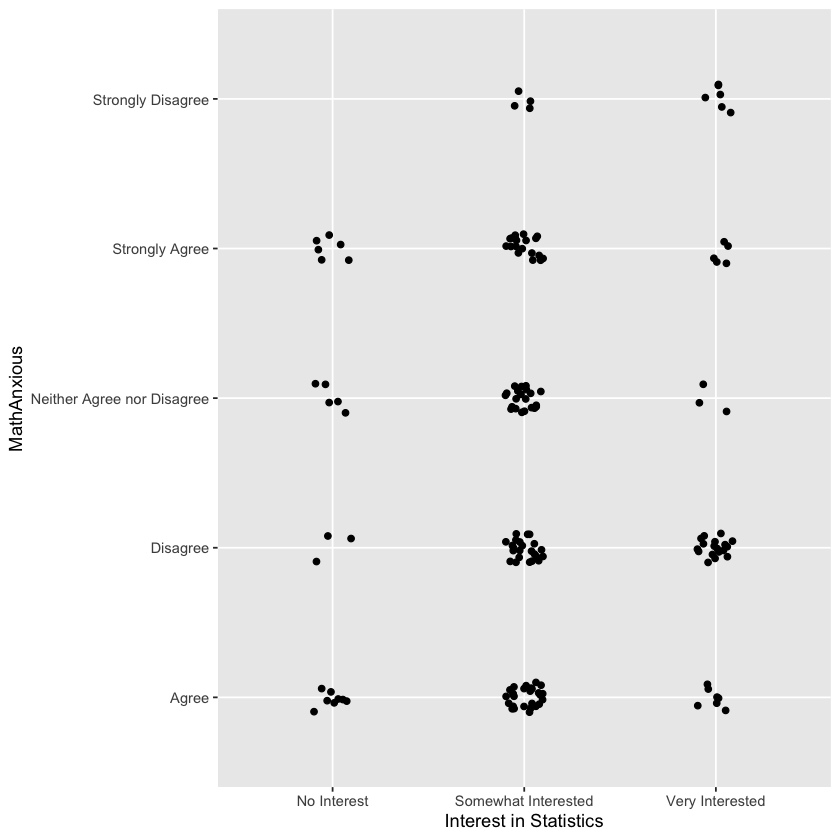 Strongly Disagree
Strongly Agree
MathAnxious
Neither Agree nor Disagree
Disagree
Agree
No Interest
Somewhat Interested
Very Interested
Interest in Statistics